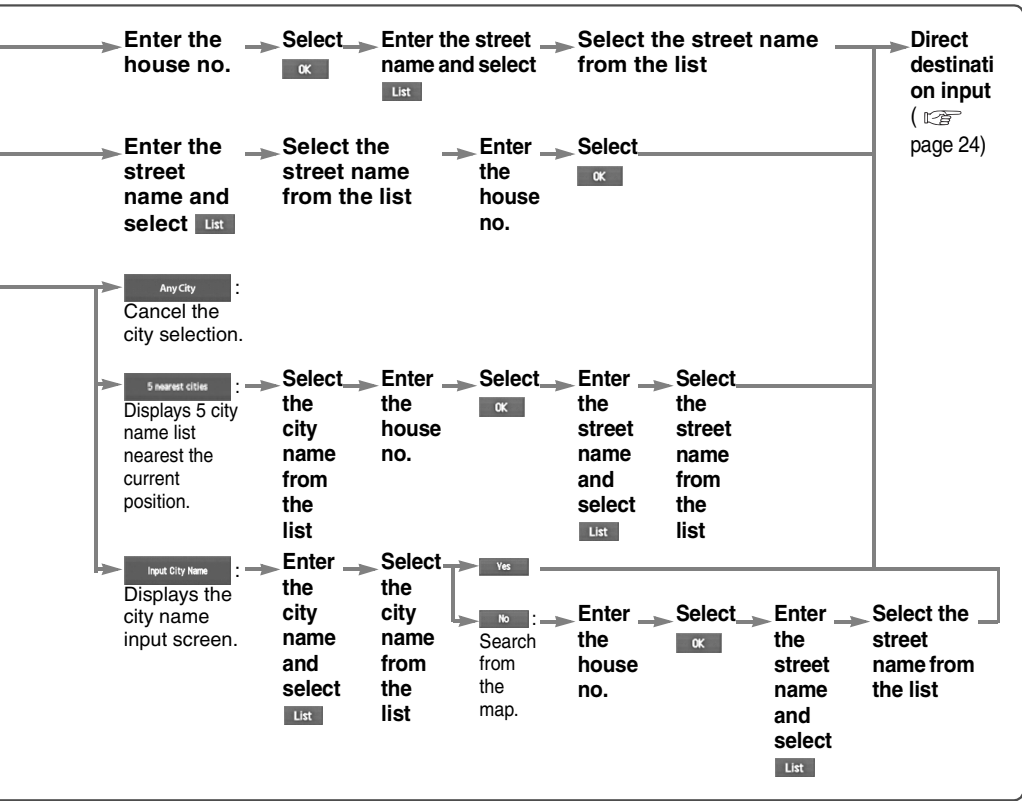 Enter the
house no.
Select
OK
Enter the street
name and select
List
Select the street name
from the list
Direct
destinati
on input
( ☞
page 24)
Enter the
street
name and
select List
Select the
street name
from the list
Enter
the
house
no.
Select
OK
Any City :
Cancel the
city selection.
5 nearest cities :
Displays 5 city
name list
nearest the
current
position.
Select
the
city
name
from
the
list
Enter
the
house
no.
Select
OK
Enter
the
street
name
and
select
List
Select
the
street
name
from
the
list
Input City Name :
Displays the
city name
input screen.
Enter
the
city
name
and
select
List
Select
the
city
name
from
the
list
Yes
No :
Search
from
the
map.
Enter
the
house
no.
Select
OK
Enter
the
street
name
and
select
List
Select the
street
name from
the list